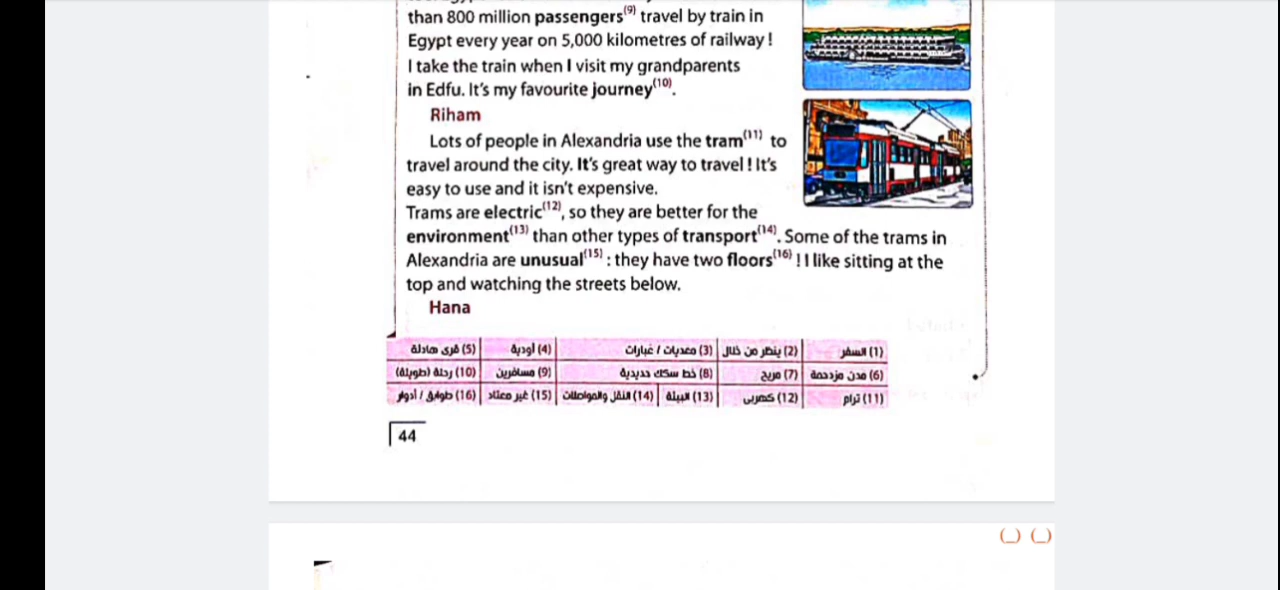 than 800 million passengers(9) travel by train in
Egypt every year on 5,000 kilometres of railway!
I take the train when I visit my grandparents
in Edfu. It's my favourite journey(10).
Riham
Lots of people in Alexandria use the tram(11) to
travel around the city. It's great way to travel! It's
easy to use and it isn't expensive.
Trams are electric(12), so they are better for the
environment(13) than other types of transport(14). Some of the trams in
Alexandria are unusual(15) : they have two floors(16) ! I like sitting at the
top and watching the streets below.
Hana
(1) السفر (2) ينظر من خلال (3) معديات / عبارات (4) أودية (5) قرى هادئة
(6) مدن مزدحمة (7) مريح (8) خط سكك حديدية (9) مسافرين (10) رحلة (طويلة)
(11) ترام (12) كهربى (13) البيئة (14) النقل والمواصلات (15) غير معتاد (16) طوابق / أدوار
44